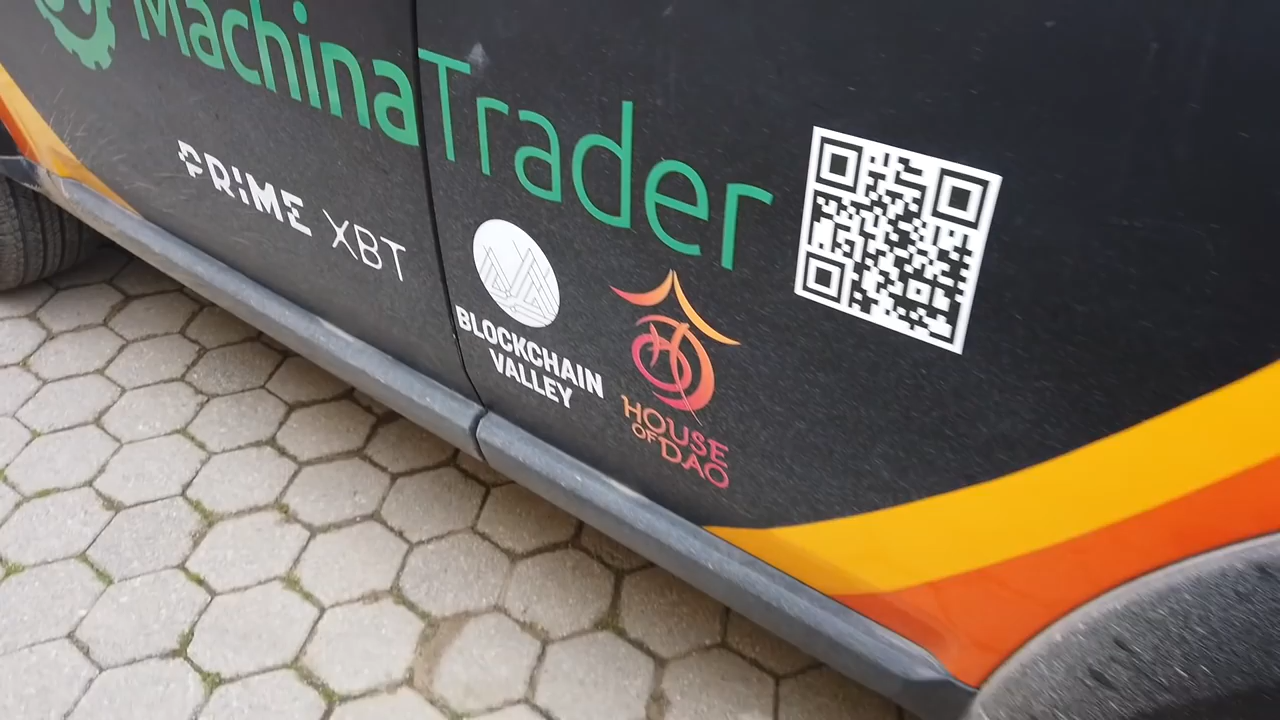 MachinaTrader
PRIME XBT
BLOCKCHAIN
VALLEY
HOUSE
OF DAO